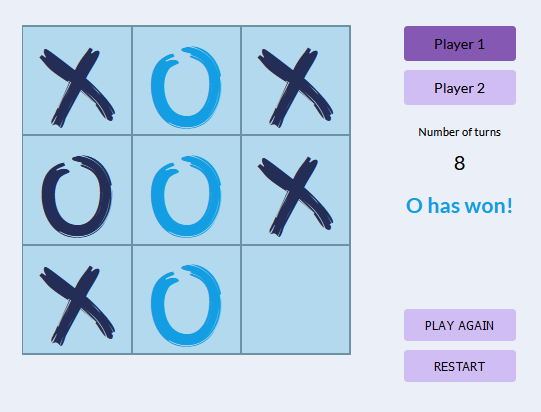 X O X
O O X
X O
Player 1
Player 2
Number of turns
8
O has won!
PLAY AGAIN
RESTART